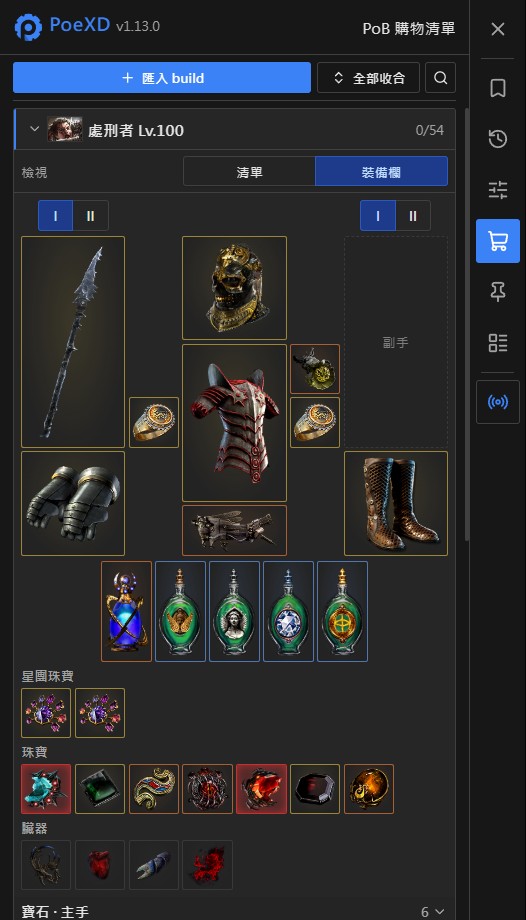 PoeXD v1.13.0 PoB 購物清單
匯入 build 全部收合
處刑者 Lv.100 0/54
檢視 清單 裝備欄
I II I II
副手
星團珠寶
珠寶
臟器
寶石 · 主手 6